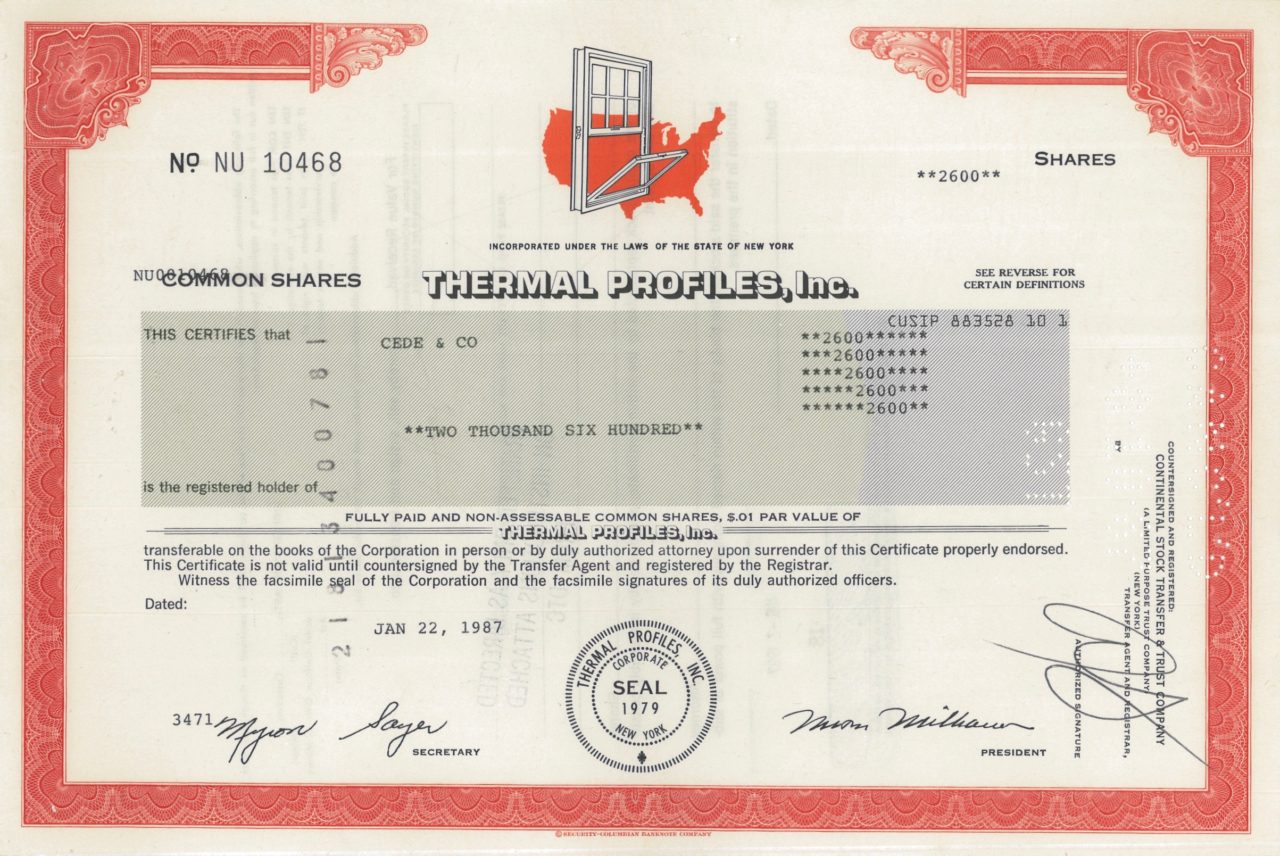 Nº NU 10468
SHARES
**2600**
INCORPORATED UNDER THE LAWS OF THE STATE OF NEW YORK
NU0010468
COMMON SHARES
THERMAL PROFILES, Inc.
SEE REVERSE FOR
CERTAIN DEFINITIONS
CUSIP 883528 10 1
THIS CERTIFIES that
CEDE & CO
**2600******
***2600*****
****2600****
*****2600***
******2600**
**TWO THOUSAND SIX HUNDRED**
is the registered holder of
FULLY PAID AND NON-ASSESSABLE COMMON SHARES, $.01 PAR VALUE OF
THERMAL PROFILES, Inc.
transferable on the books of the Corporation in person or by duly authorized attorney upon surrender of this Certificate properly endorsed.
This Certificate is not valid until countersigned by the Transfer Agent and registered by the Registrar.
Witness the facsimile seal of the Corporation and the facsimile signatures of its duly authorized officers.
Dated:
JAN 22, 1987
THERMAL PROFILES, INC.
CORPORATE
SEAL
1979
NEW YORK
3471
Myron Sayer
SECRETARY
PRESIDENT
COUNTERSIGNED AND REGISTERED:
CONTINENTAL STOCK TRANSFER & TRUST COMPANY
(A LIMITED PURPOSE TRUST COMPANY)
(NEW YORK)
TRANSFER AGENT AND REGISTRAR,
BY
AUTHORIZED SIGNATURE
© SECURITY-COLUMBIAN BANKNOTE COMPANY